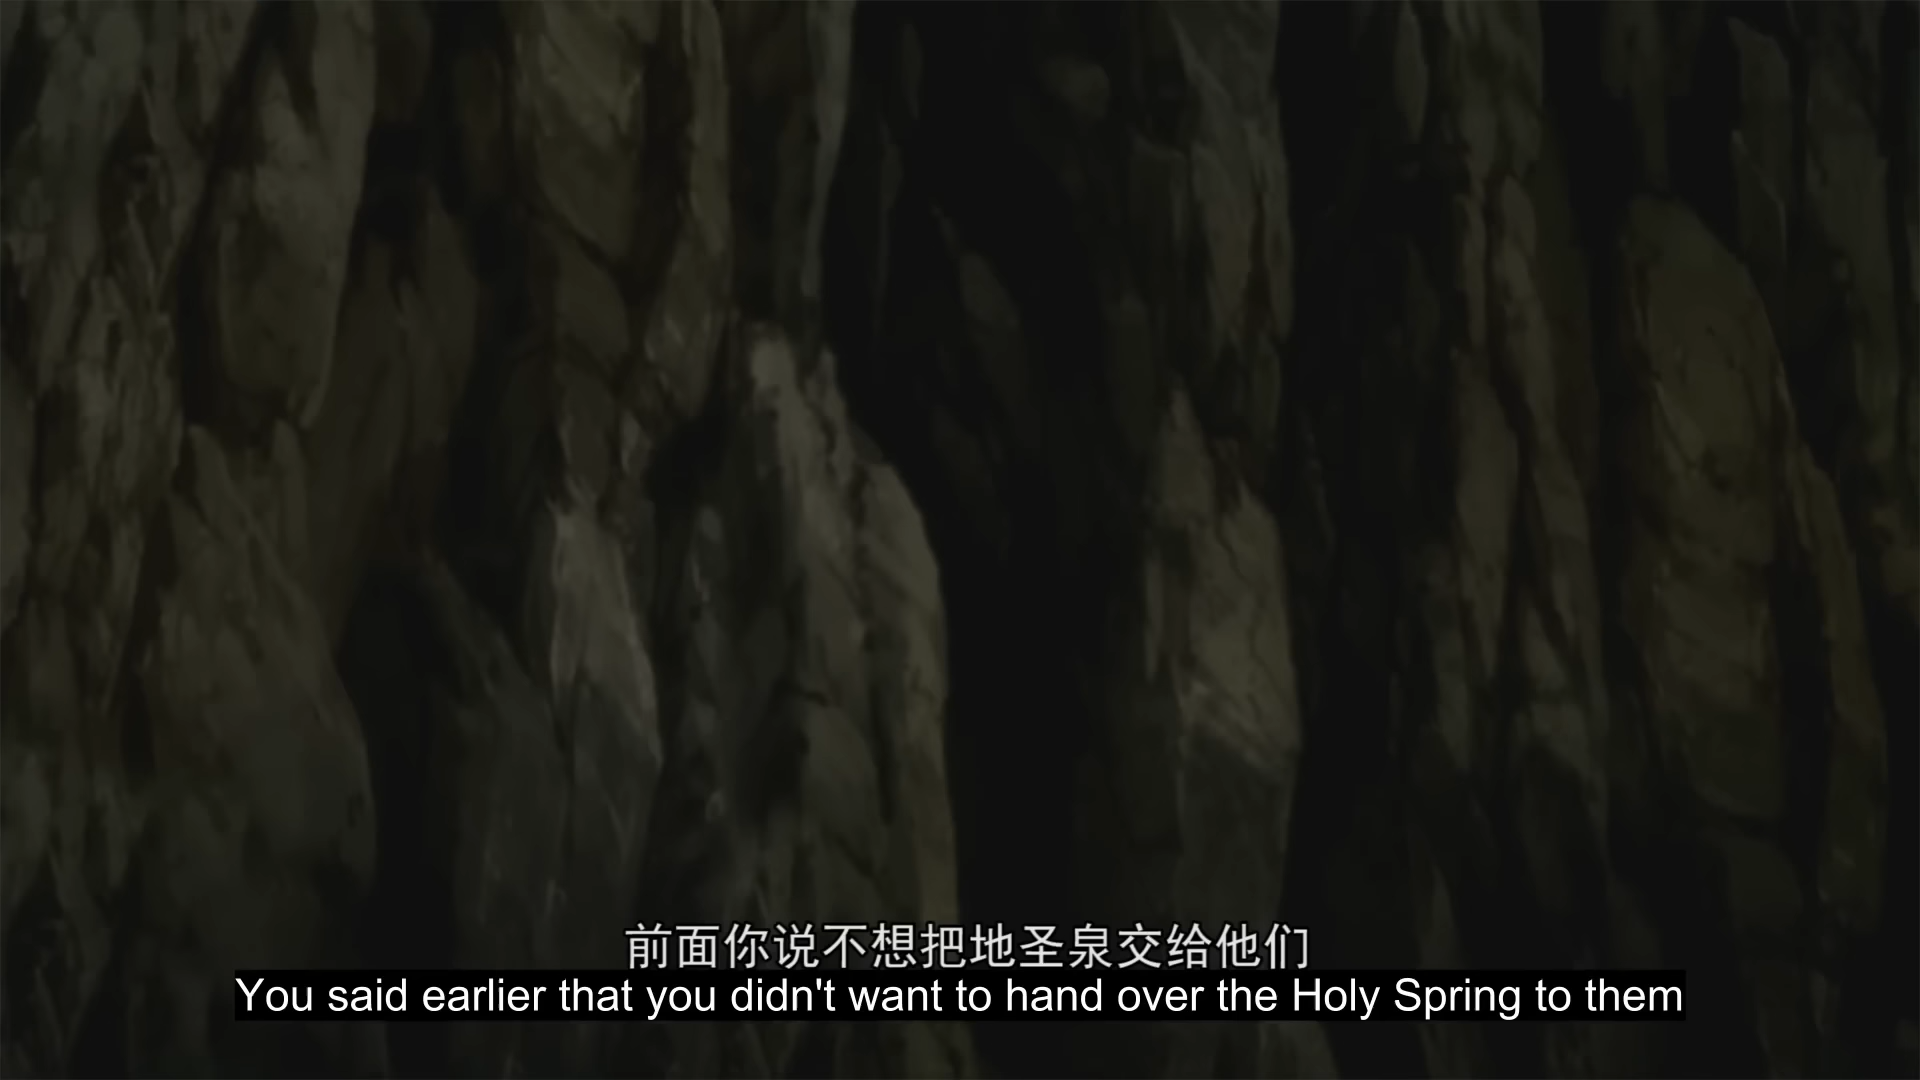 前面你说不想把地圣泉交给他们
You said earlier that you didn't want to hand over the Holy Spring to them